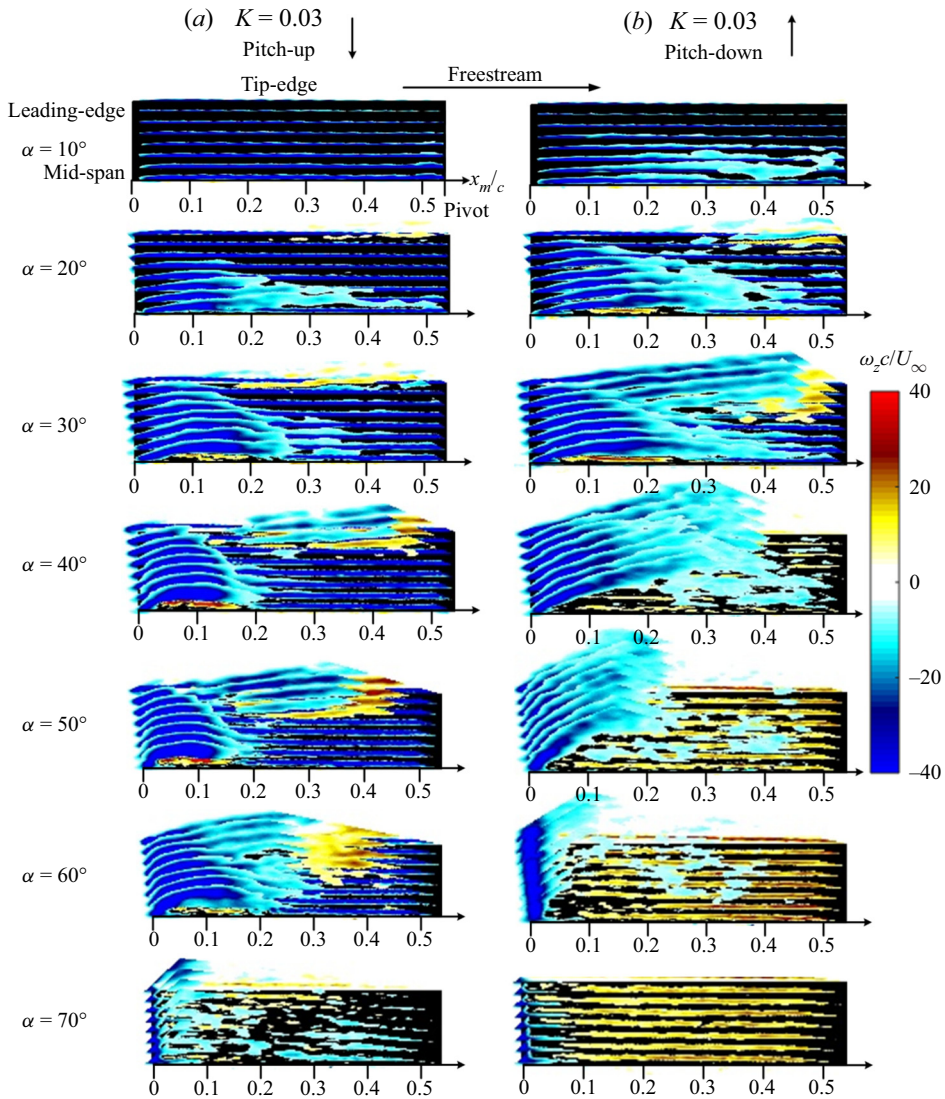 (a) K = 0.03
Pitch-up
(b) K = 0.03
Pitch-down
Tip-edge
Freestream
Leading-edge
α = 10°
Mid-span
x_m/c
0 0.1 0.2 0.3 0.4 0.5
Pivot
0 0.1 0.2 0.3 0.4 0.5
α = 20°
0 0.1 0.2 0.3 0.4 0.5
0 0.1 0.2 0.3 0.4 0.5
α = 30°
0 0.1 0.2 0.3 0.4 0.5
0 0.1 0.2 0.3 0.4 0.5
ω_z c/U_∞
40
20
0
–20
–40
α = 40°
0 0.1 0.2 0.3 0.4 0.5
0 0.1 0.2 0.3 0.4 0.5
α = 50°
0 0.1 0.2 0.3 0.4 0.5
0 0.1 0.2 0.3 0.4 0.5
α = 60°
0 0.1 0.2 0.3 0.4 0.5
0 0.1 0.2 0.3 0.4 0.5
α = 70°
0 0.1 0.2 0.3 0.4 0.5
0 0.1 0.2 0.3 0.4 0.5